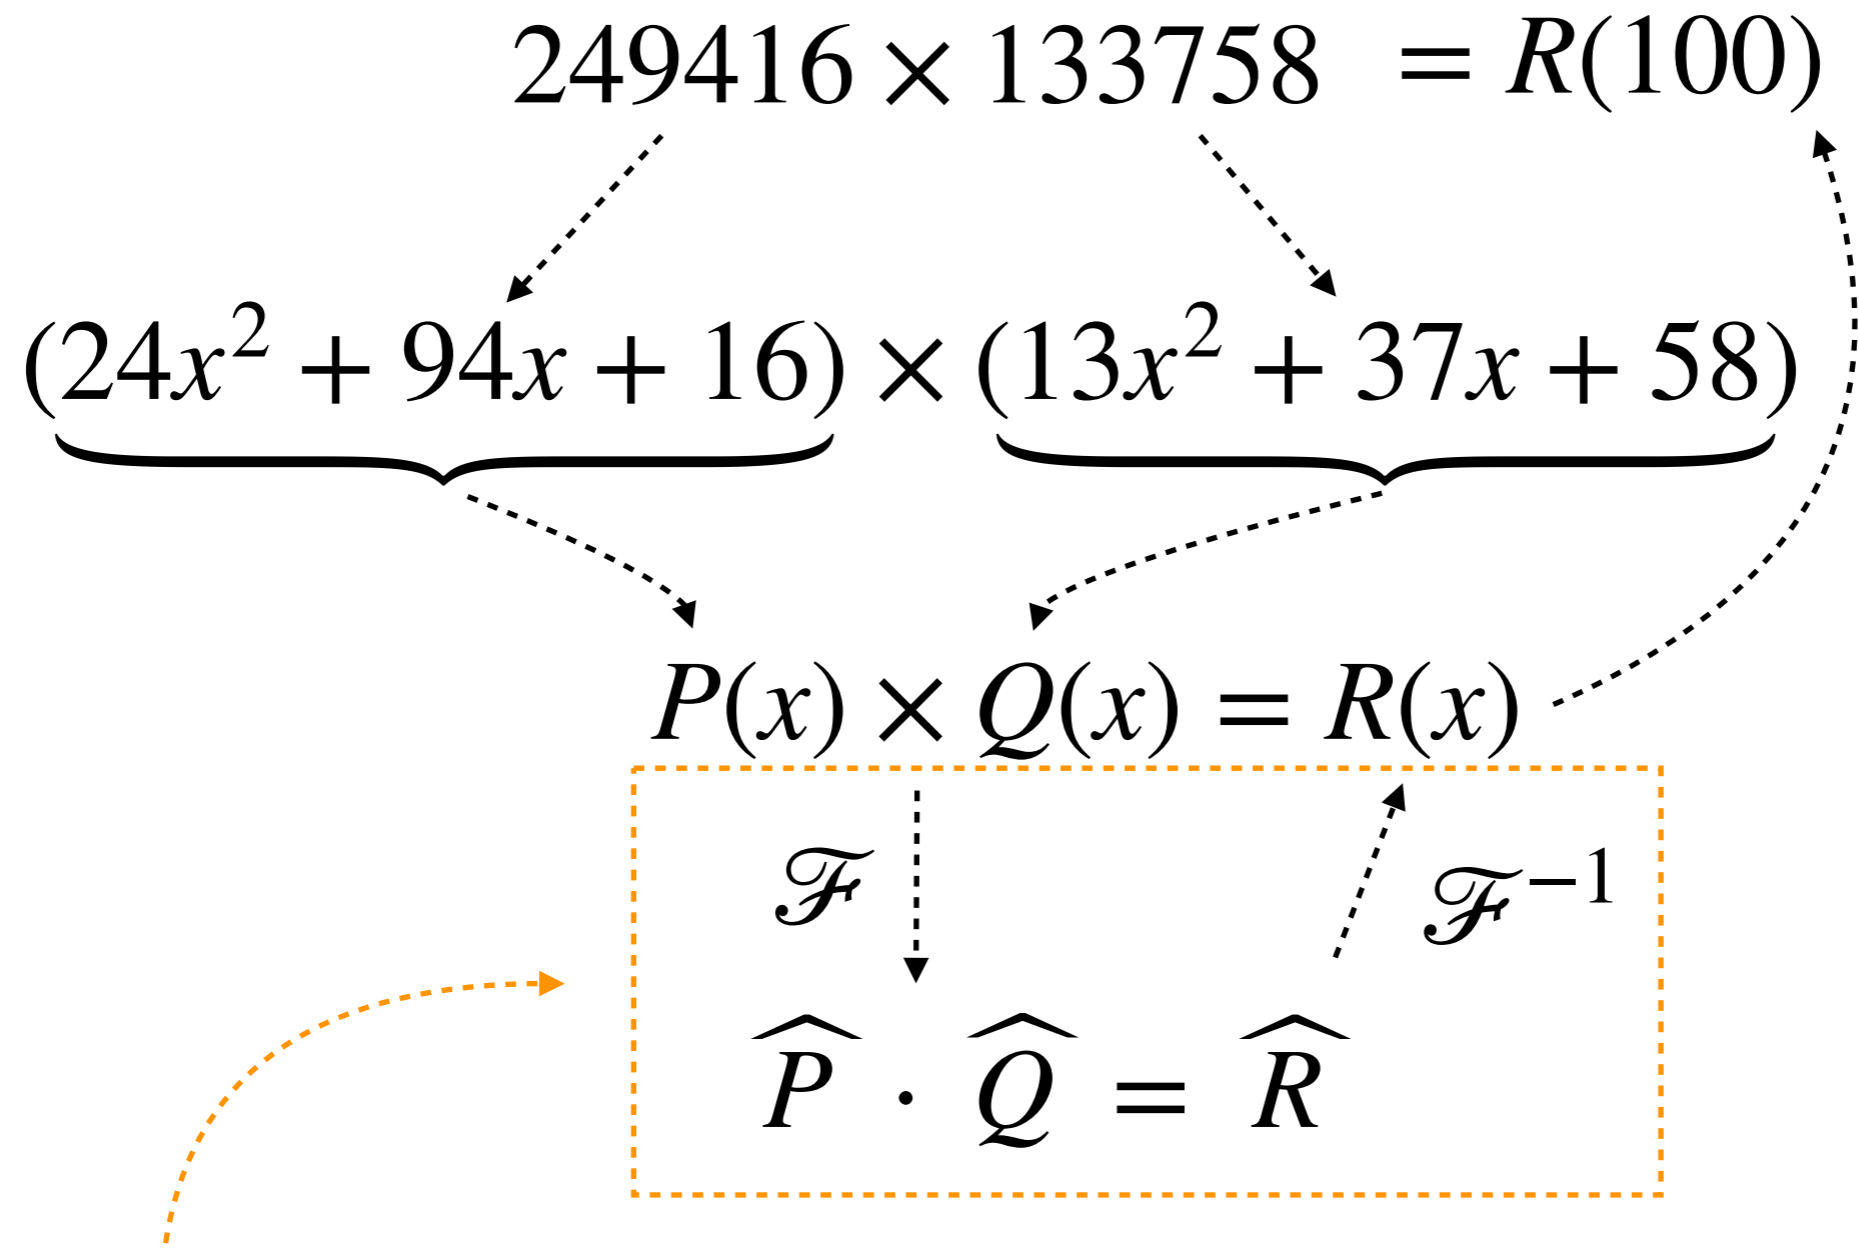 249416 × 133758 = R(100)
(24x² + 94x + 16) × (13x² + 37x + 58)
P(x) × Q(x) = R(x)
ℱ ℱ⁻¹
P̂ · Q̂ = R̂